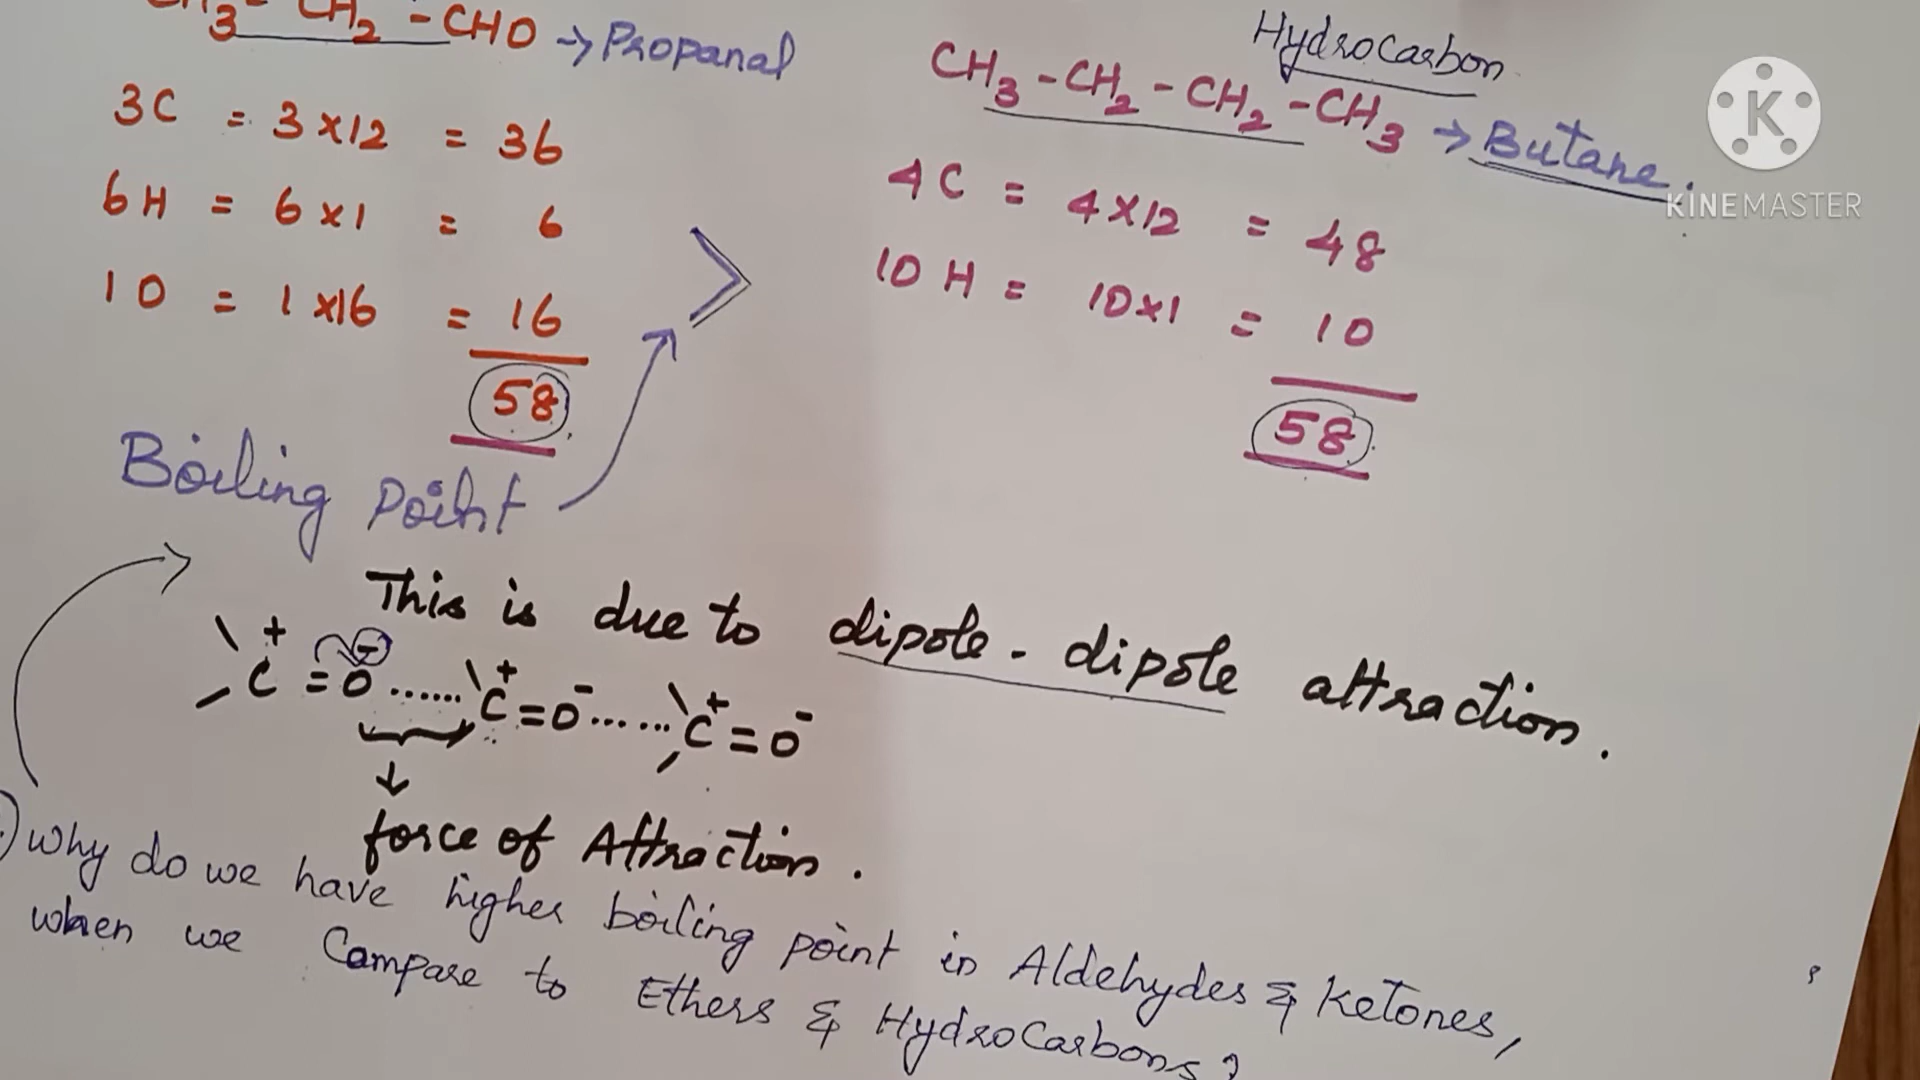 CH3 - CH2 - CHO → Propanal
3C = 3 x 12 = 36
6H = 6 x 1 = 6
1O = 1 x 16 = 16
58
HydroCarbon
CH3 - CH2 - CH2 - CH3 → Butane.
4C = 4 x 12 = 48
10H = 10 x 1 = 10
58
>
KINEMASTER
Boiling Point
This is due to dipole - dipole attraction.
C+ = O- ...... C+ = O- ...... C+ = O-
force of Attraction.
Why do we have higher boiling point in Aldehydes & Ketones,
when we Compare to Ethers & HydroCarbons?